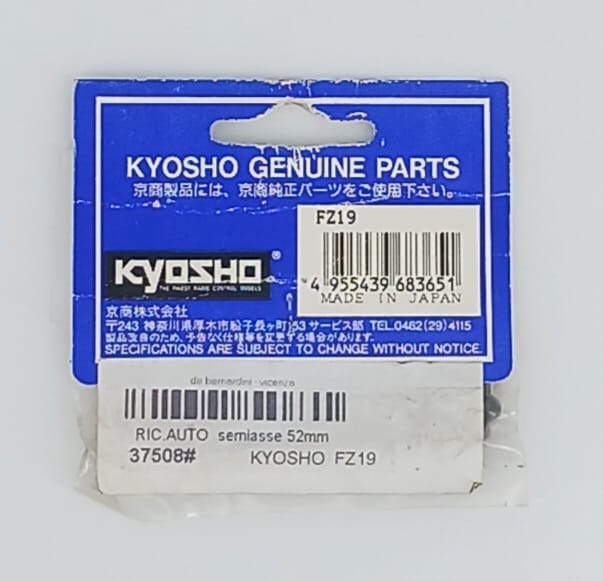 KYOSHO GENUINE PARTS
京商製品には、京商純正パーツをご使用下さい。
FZ19
4 955439 683651
MADE IN JAPAN
KYOSHO ®
THE FINEST RADIO CONTROL MODELS
京商株式会社
〒243 神奈川県厚木市船子長ヶ町153 サービス部 TEL.0462(29)4115
製品改良のため、予告なく仕様等を変更する場合があります。
SPECIFICATIONS ARE SUBJECT TO CHANGE WITHOUT NOTICE.
de bernardini - vicenza
RIC.AUTO semiasse 52mm
37508# KYOSHO FZ19